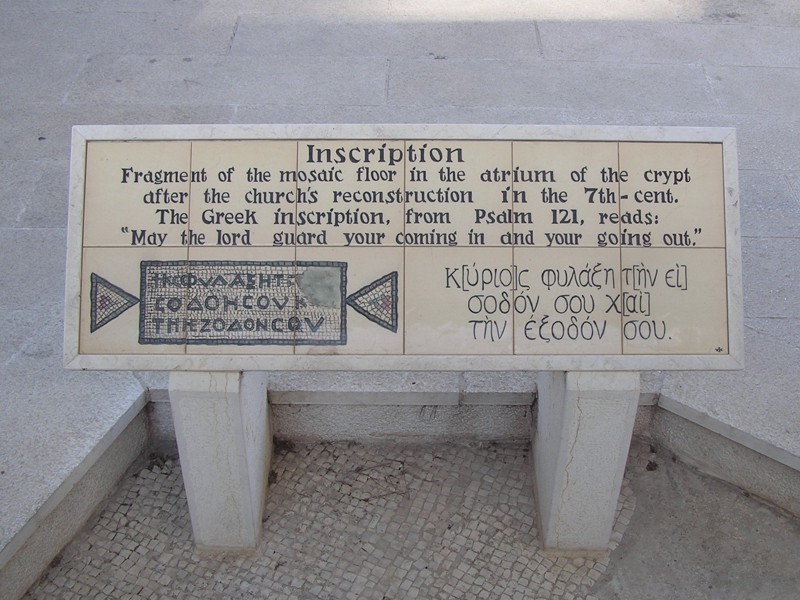 Inscription
Fragment of the mosaic floor in the atrium of the crypt
after the church's reconstruction in the 7th-cent.
The Greek inscription, from Psalm 121, reads:
"May the lord guard your coming in and your going out."
Κ[ύριο]ς φυλάξη τ[ὴν εἰ]
σοδόν σου κ[αὶ]
τὴν ἐξοδόν σου.